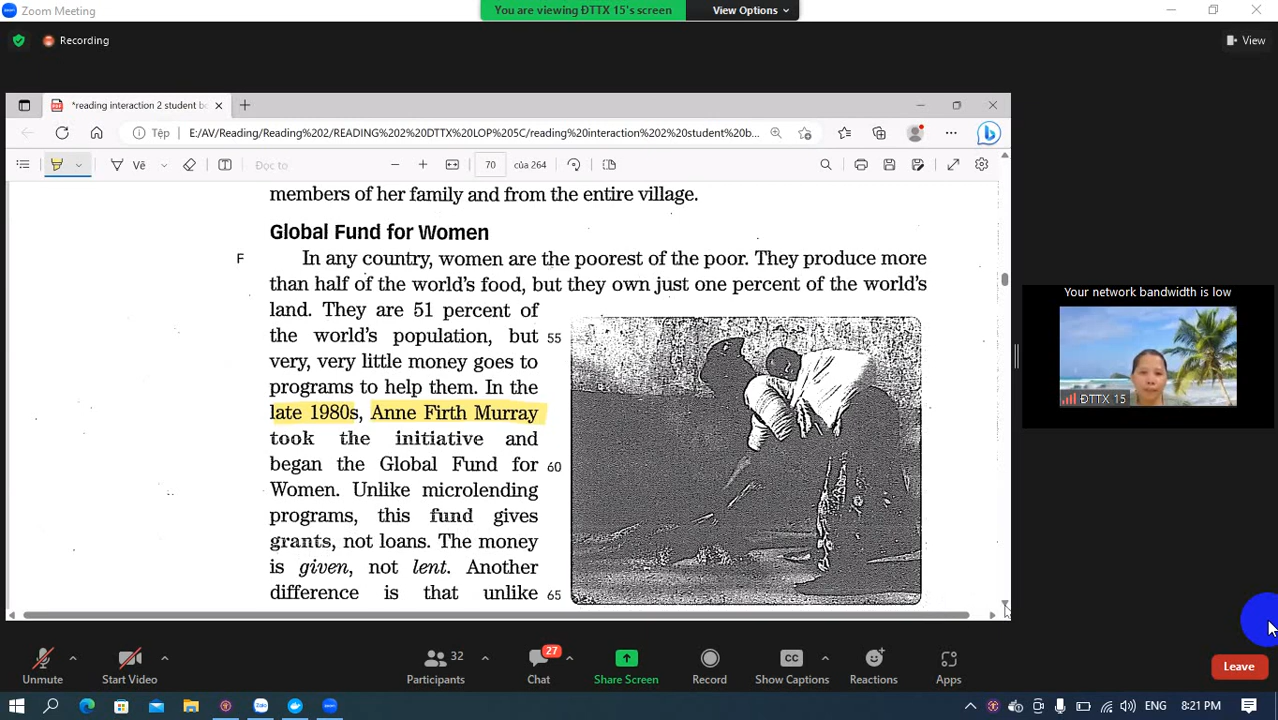 Zoom Meeting
You are viewing ĐTTX 15's screen
View Options
Recording
View
*reading interaction 2 student bo
Tệp
E:/AV/Reading/Reading%202/READING%202%20DTTX%20LOP%205C/reading%20interaction%202%20student%20b...
Vẽ
Đọc to
70
của 264
members of her family and from the entire village.
Global Fund for Women
F In any country, women are the poorest of the poor. They produce more
than half of the world's food, but they own just one percent of the world's
land. They are 51 percent of
the world's population, but 55
very, very little money goes to
programs to help them. In the
late 1980s, Anne Firth Murray
took the initiative and
began the Global Fund for 60
Women. Unlike microlending
programs, this fund gives
grants, not loans. The money
is given, not lent. Another
difference is that unlike 65
Your network bandwidth is low
ĐTTX 15
Unmute
Start Video
32
Participants
27
Chat
Share Screen
Record
CC
Show Captions
Reactions
Apps
Leave
ENG
8:21 PM